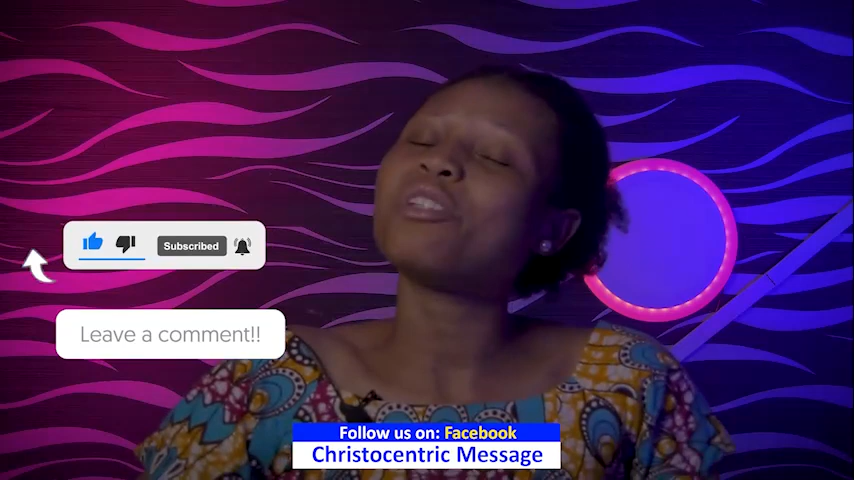 Subscribed
Leave a comment!!
Follow us on: Facebook
Christocentric Message